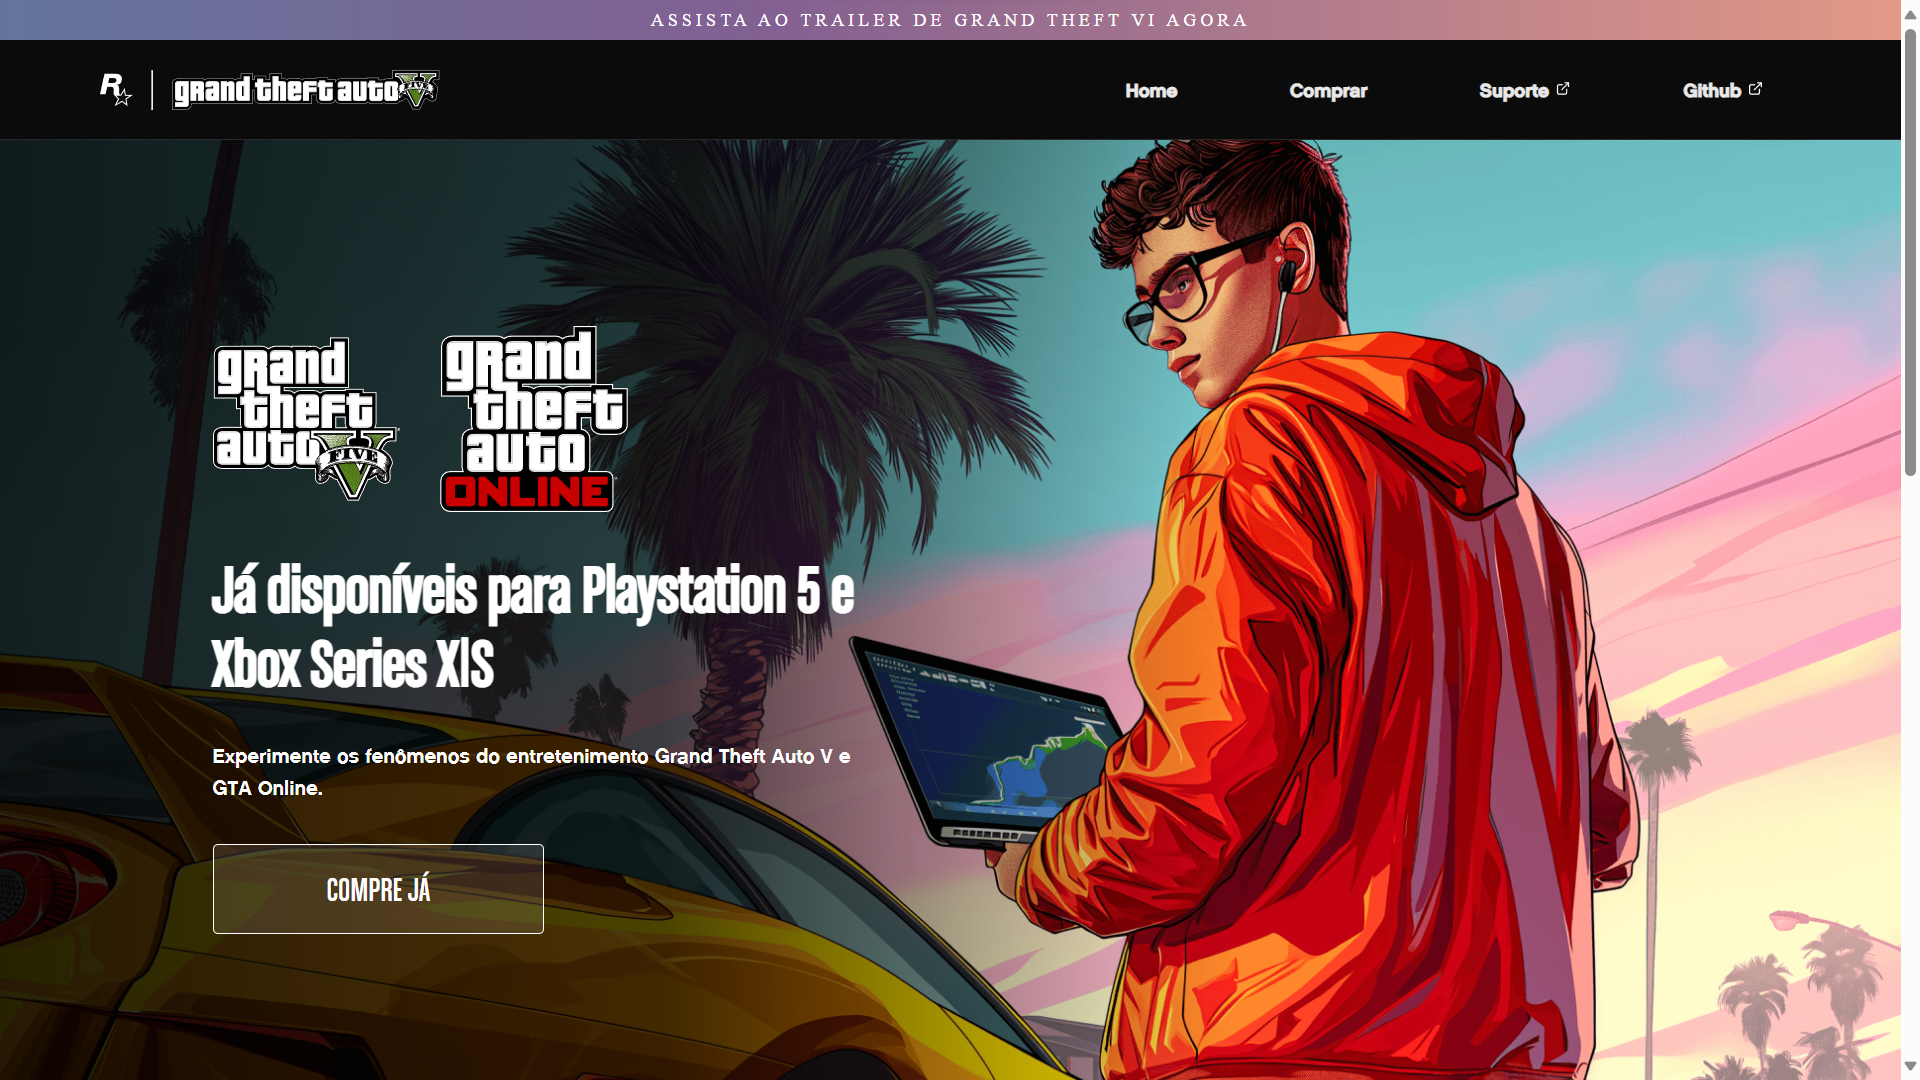 ASSISTA AO TRAILER DE GRAND THEFT VI AGORA
R
grand theft auto V
FIVE
Home
Comprar
Suporte
Github
grand
theft
auto V
FIVE
grand
theft
auto
ONLINE
Já disponíveis para Playstation 5 e
Xbox Series X|S
Experimente os fenômenos do entretenimento Grand Theft Auto V e
GTA Online.
COMPRE JÁ